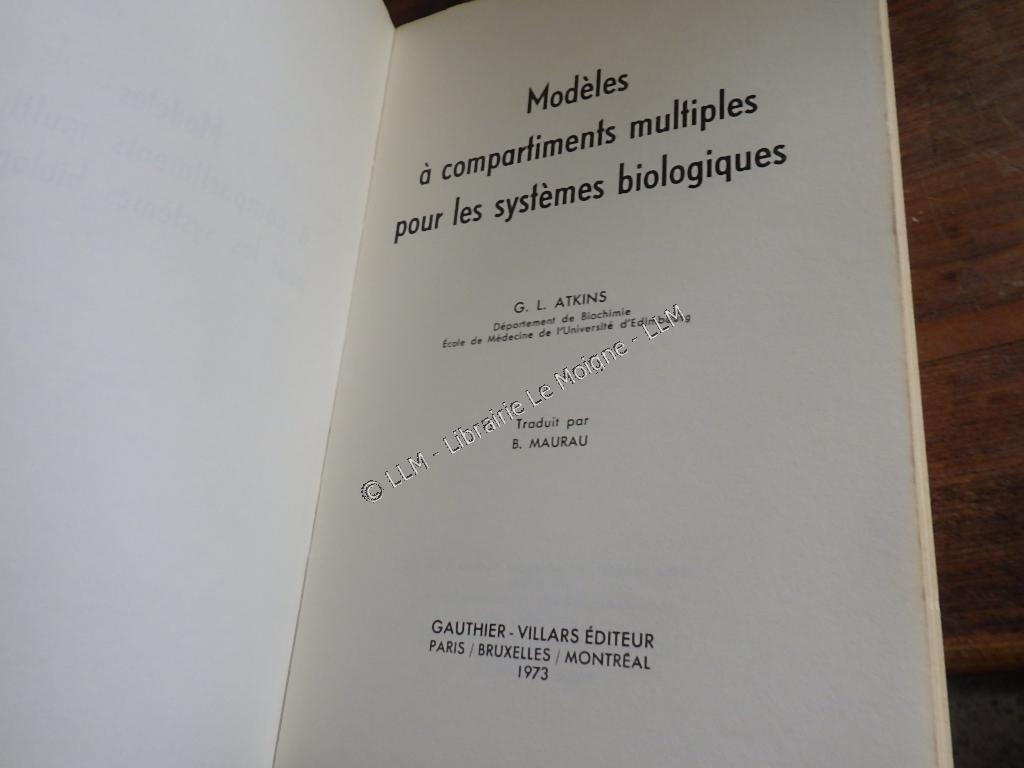 Modèles
à compartiments multiples
pour les systèmes biologiques
G. L. ATKINS
Département de Biochimie
École de Médecine de l'Université d'Edimbourg
© LLM - Librairie Le Moigne - LLM
Traduit par
B. MAURAU
GAUTHIER-VILLARS ÉDITEUR
PARIS / BRUXELLES / MONTRÉAL
1973